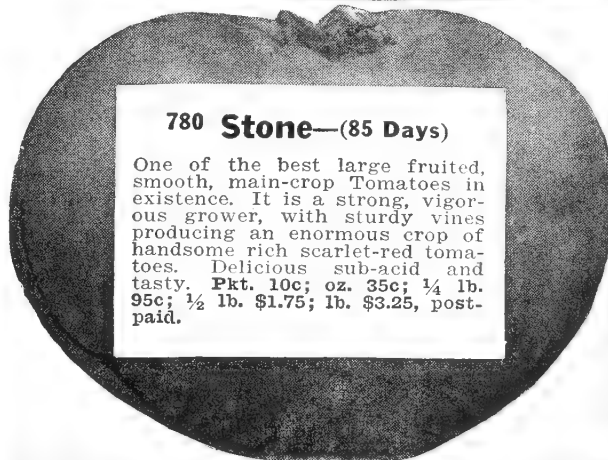 780 Stone—(85 Days)
One of the best large fruited,
smooth, main-crop Tomatoes in
existence. It is a strong, vigor-
ous grower, with sturdy vines
producing an enormous crop of
handsome rich scarlet-red toma-
toes. Delicious sub-acid and
tasty. Pkt. 10c; oz. 35c; ¼ lb.
95c; ½ lb. $1.75; lb. $3.25, post-
paid.